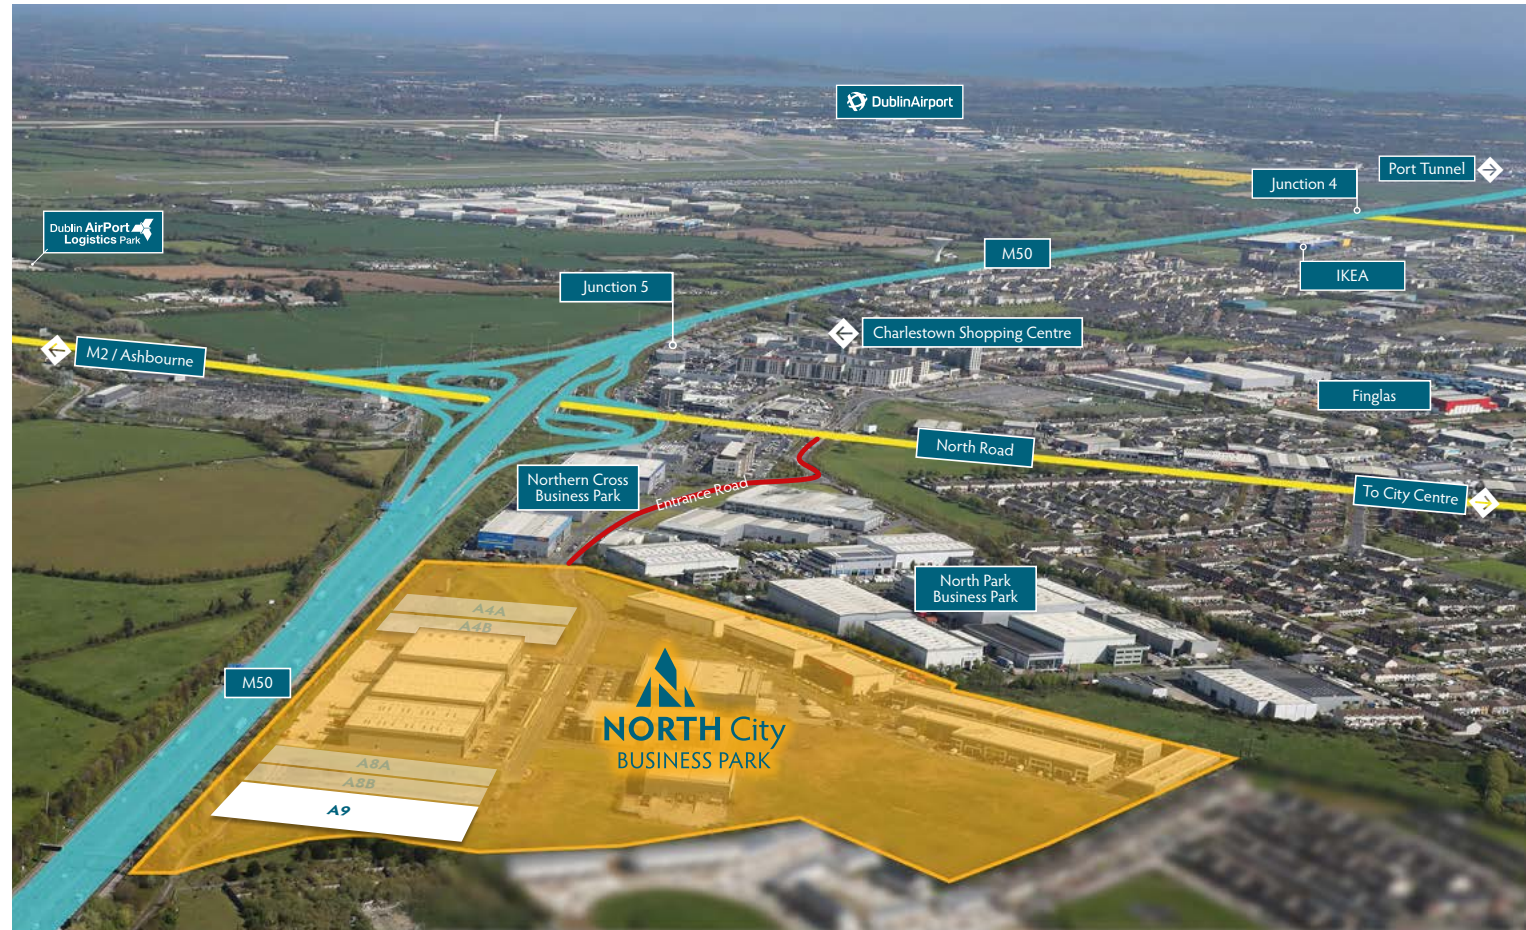 DublinAirport
Port Tunnel
Junction 4
Dublin AirPort
Logistics Park
M50
IKEA
Junction 5
Charlestown Shopping Centre
M2 / Ashbourne
Finglas
North Road
Northern Cross
Business Park
Entrance Road
To City Centre
North Park
Business Park
A4A
A4B
M50
NORTH City
BUSINESS PARK
A8A
A8B
A9